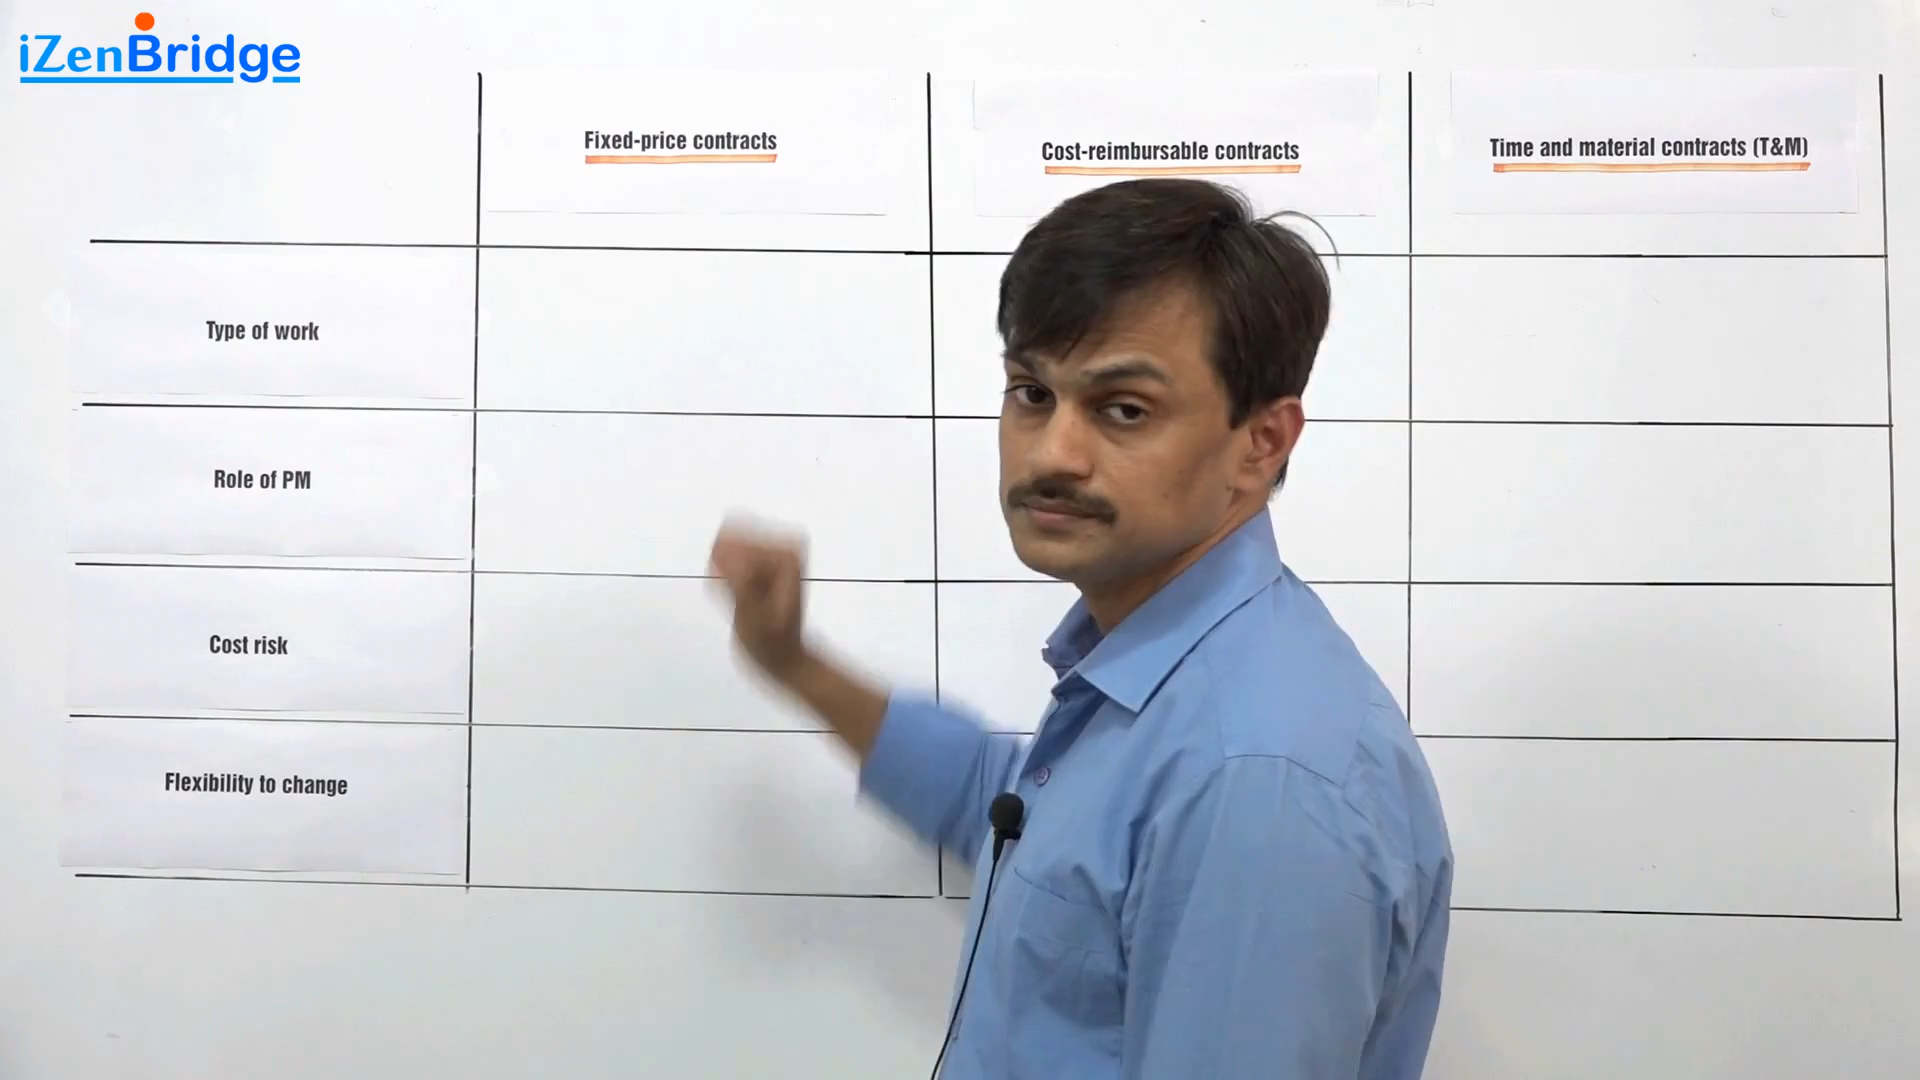 iZenBridge
Fixed-price contracts
Cost-reimbursable contracts
Time and material contracts (T&M)
Type of work
Role of PM
Cost risk
Flexibility to change